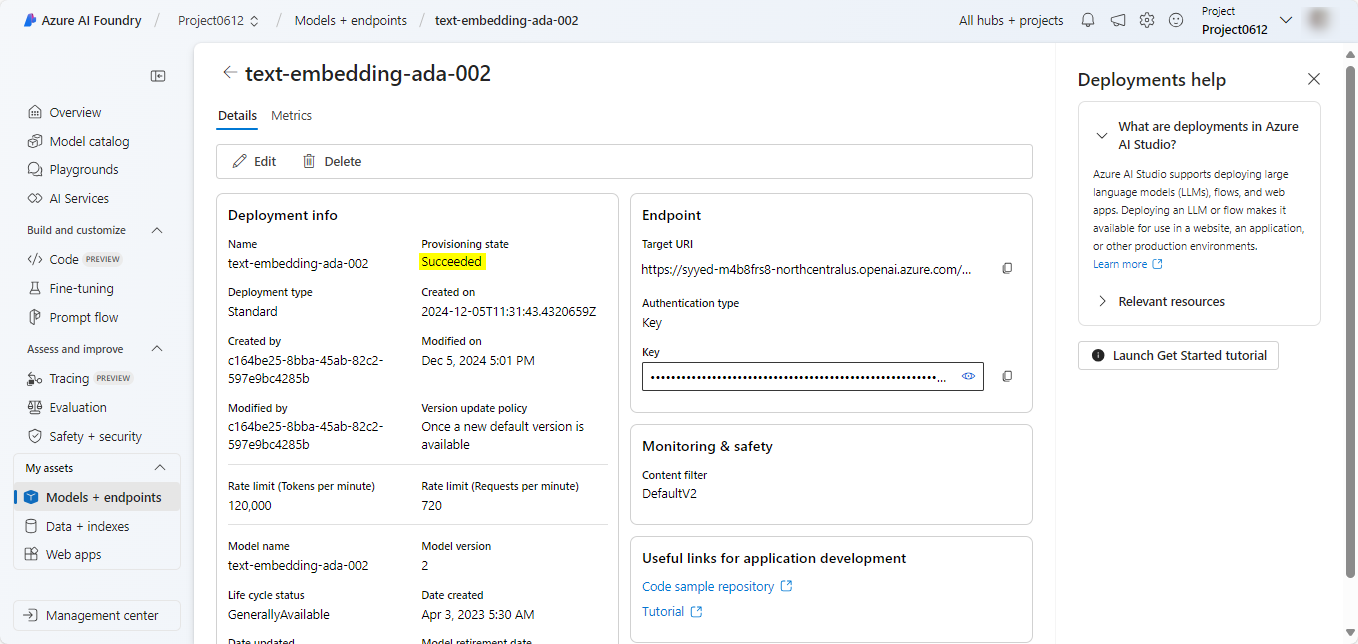 Azure AI Foundry / Project0612 / Models + endpoints / text-embedding-ada-002
All hubs + projects
Project
Project0612
Overview
Model catalog
Playgrounds
AI Services
Build and customize
Code PREVIEW
Fine-tuning
Prompt flow
Assess and improve
Tracing PREVIEW
Evaluation
Safety + security
My assets
Models + endpoints
Data + indexes
Web apps
Management center
text-embedding-ada-002
Details Metrics
Edit Delete
Deployment info
Name
text-embedding-ada-002
Provisioning state
Succeeded
Deployment type
Standard
Created on
2024-12-05T11:31:43.4320659Z
Created by
c164be25-8bba-45ab-82c2-
597e9bc4285b
Modified on
Dec 5, 2024 5:01 PM
Modified by
c164be25-8bba-45ab-82c2-
597e9bc4285b
Version update policy
Once a new default version is
available
Rate limit (Tokens per minute)
120,000
Rate limit (Requests per minute)
720
Model name
text-embedding-ada-002
Model version
2
Life cycle status
GenerallyAvailable
Date created
Apr 3, 2023 5:30 AM
Date updated
Model retirement date
Endpoint
Target URI
https://syyed-m4b8frs8-northcentralus.openai.azure.com/...
Authentication type
Key
Key
Monitoring & safety
Content filter
DefaultV2
Useful links for application development
Code sample repository
Tutorial
Deployments help
What are deployments in Azure
AI Studio?
Azure AI Studio supports deploying large
language models (LLMs), flows, and web
apps. Deploying an LLM or flow makes it
available for use in a website, an application,
or other production environments.
Learn more
Relevant resources
Launch Get Started tutorial